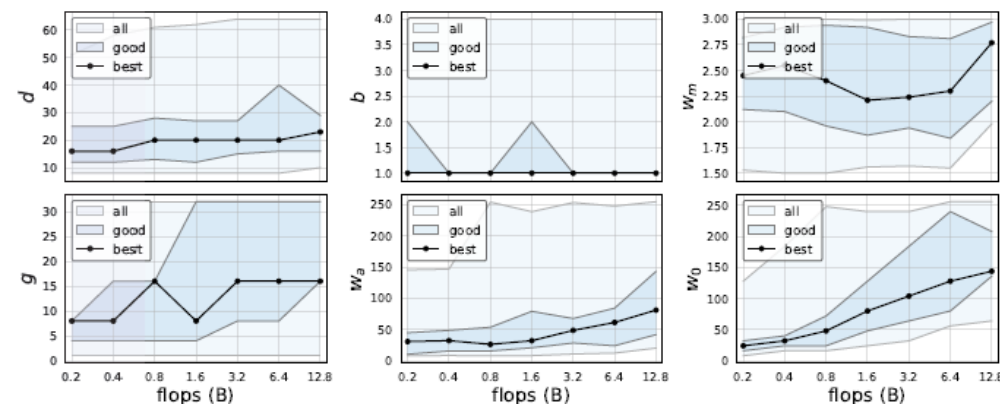 d
60
50
40
30
20
10
all
good
best
b
4.0
3.5
3.0
2.5
2.0
1.5
1.0
all
good
best
w_m
3.00
2.75
2.50
2.25
2.00
1.75
1.50
all
good
best
g
30
25
20
15
10
5
0
all
good
best
0.2 0.4 0.8 1.6 3.2 6.4 12.8
flops (B)
w_a
250
200
150
100
50
0
all
good
best
0.2 0.4 0.8 1.6 3.2 6.4 12.8
flops (B)
w_0
250
200
150
100
50
0
all
good
best
0.2 0.4 0.8 1.6 3.2 6.4 12.8
flops (B)